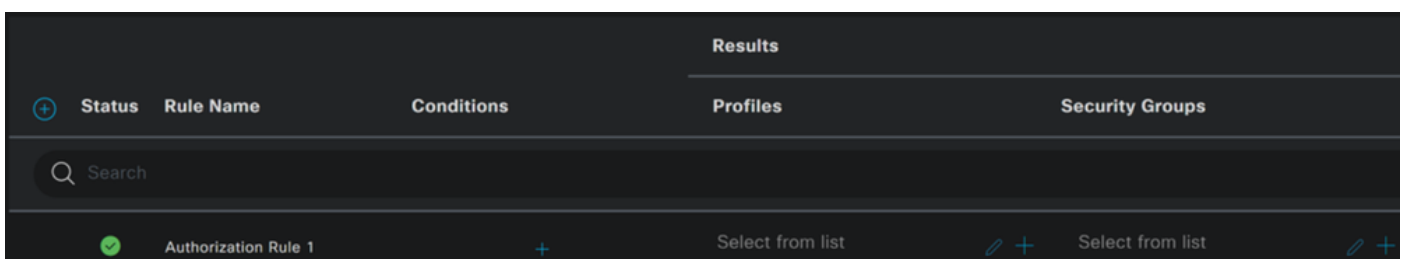 Results
Status Rule Name Conditions Profiles Security Groups
Search
Authorization Rule 1 Select from list Select from list